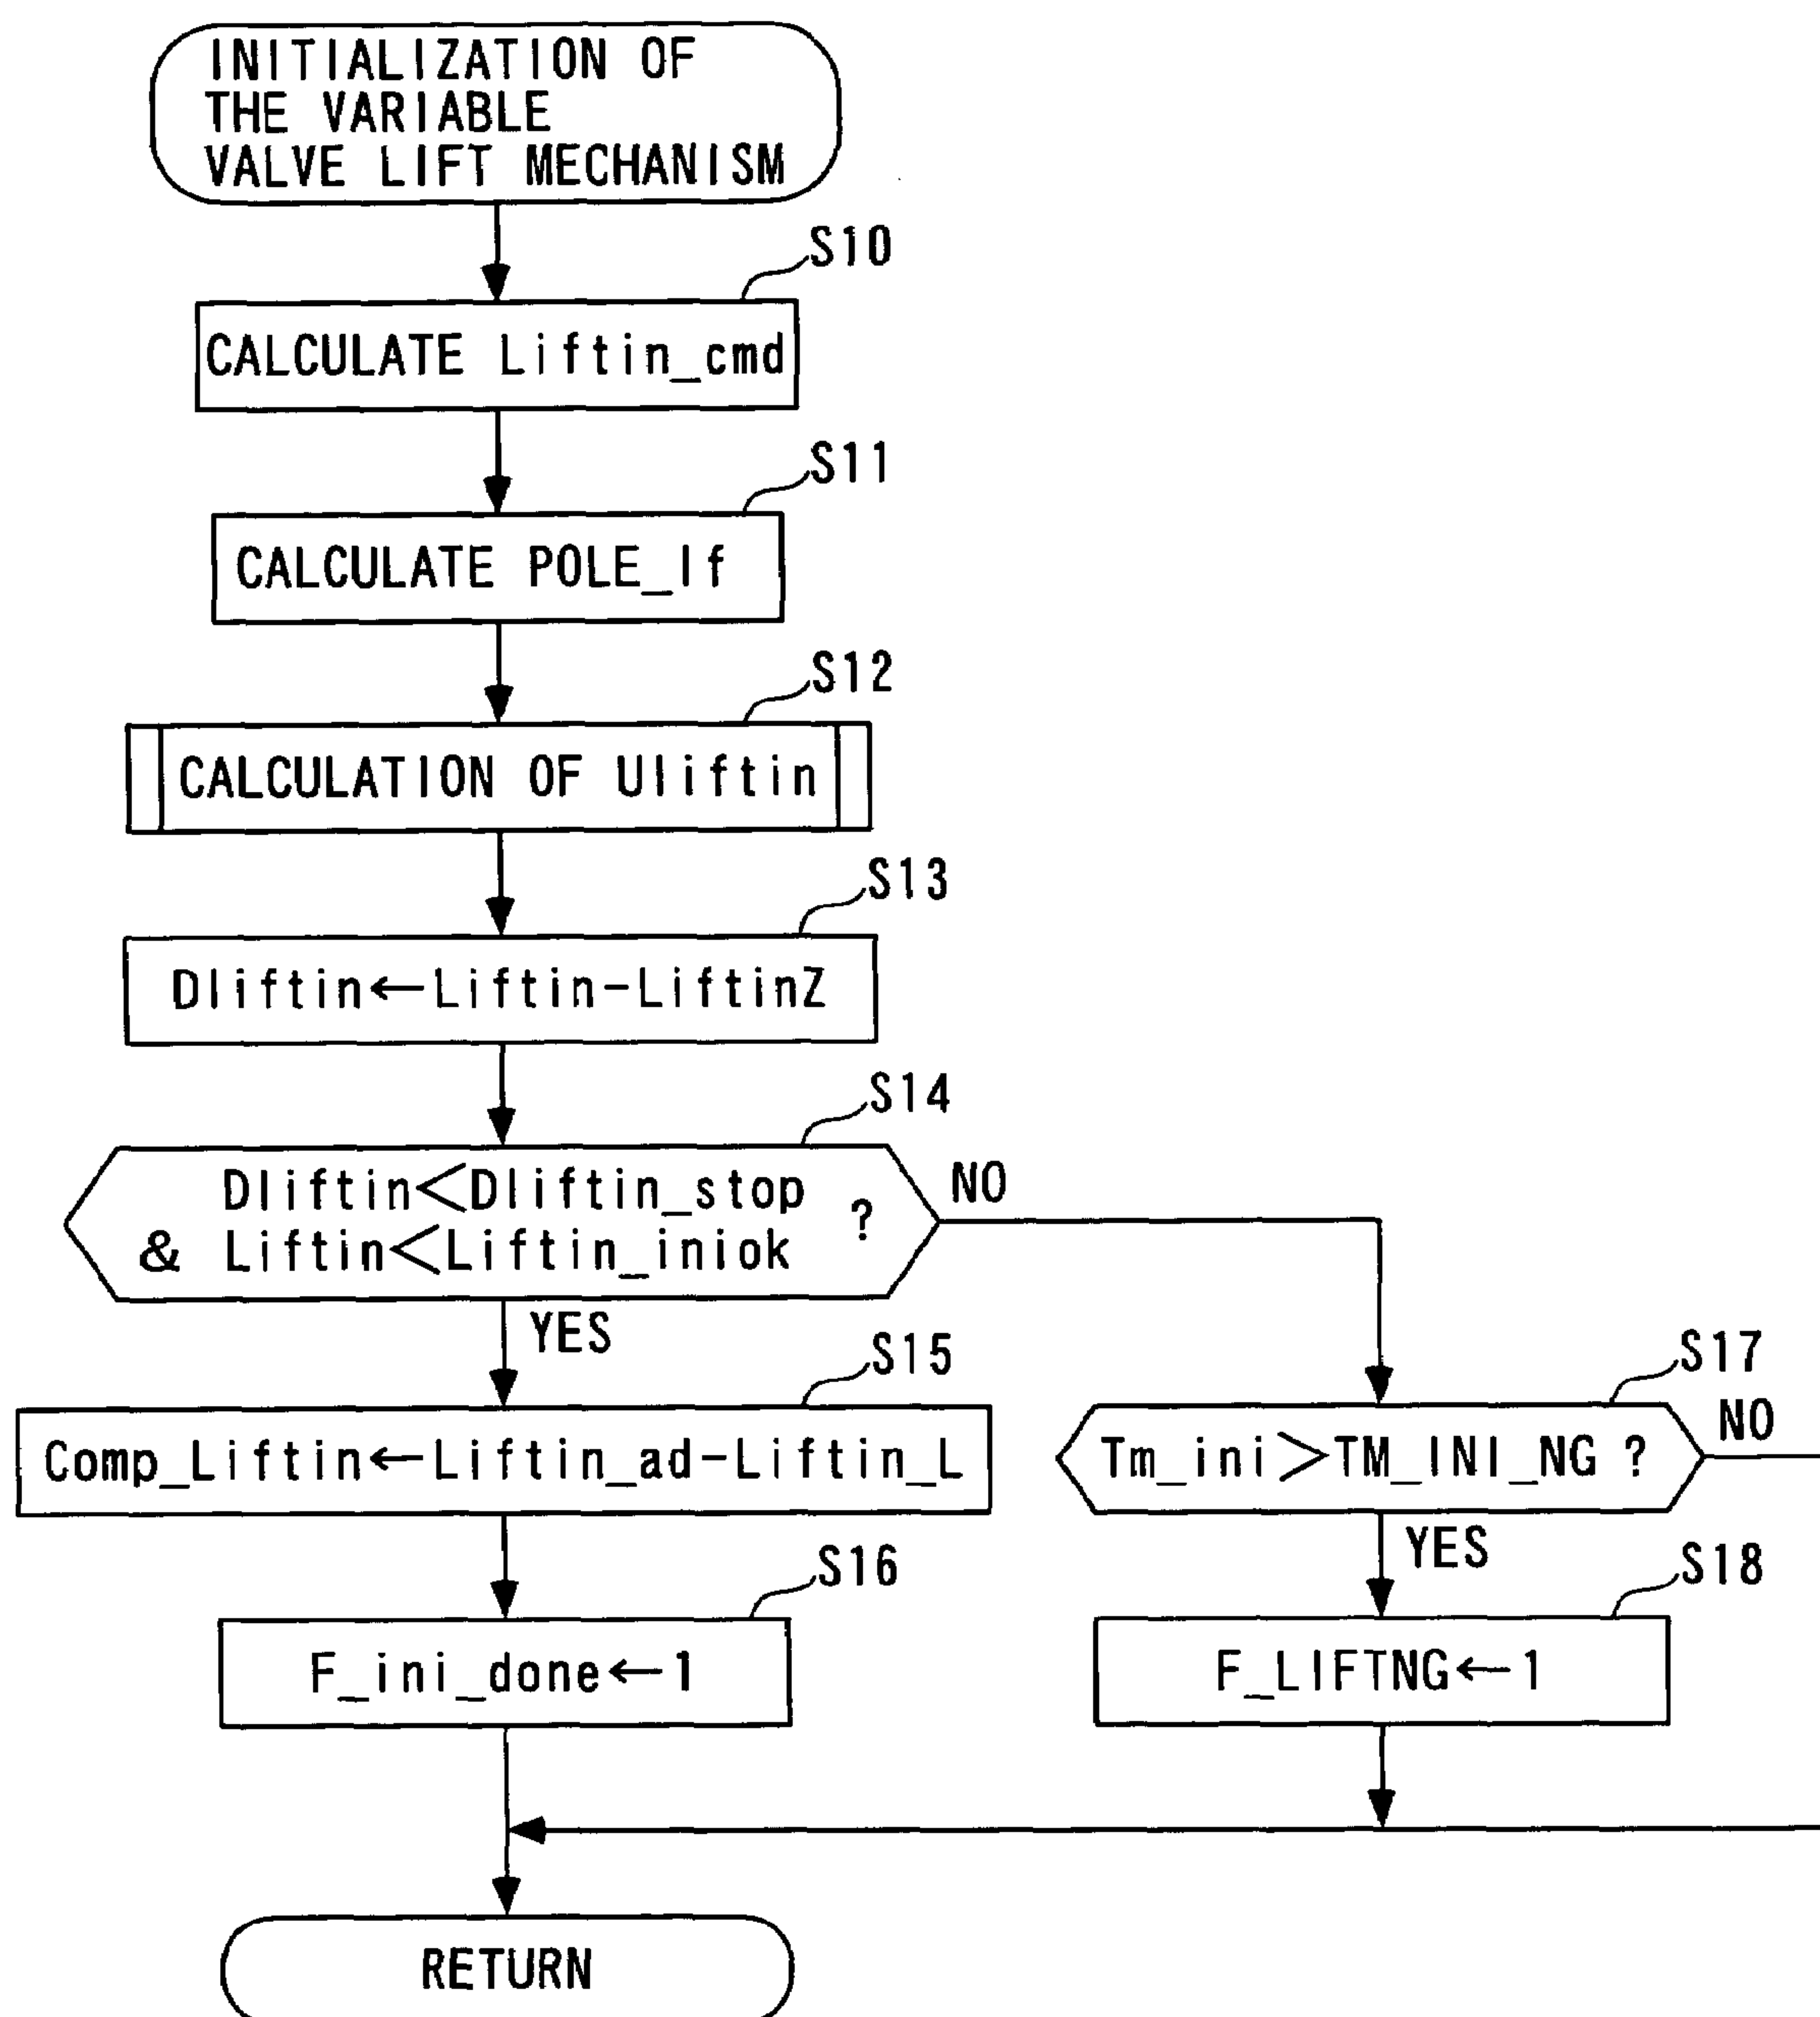 INITIALIZATION OF
THE VARIABLE
VALVE LIFT MECHANISM
S10
CALCULATE Liftin_cmd
S11
CALCULATE POLE_lf
S12
CALCULATION OF Uliftin
S13
Dliftin←Liftin-LiftinZ
S14
Dliftin<Dliftin_stop
& Liftin<Liftin_iniok ?
NO
YES
S15
Comp_Liftin←Liftin_ad-Liftin_L
S17
Tm_ini>TM_INI_NG ?
NO
YES
S16
F_ini_done←1
S18
F_LIFTNG←1
RETURN